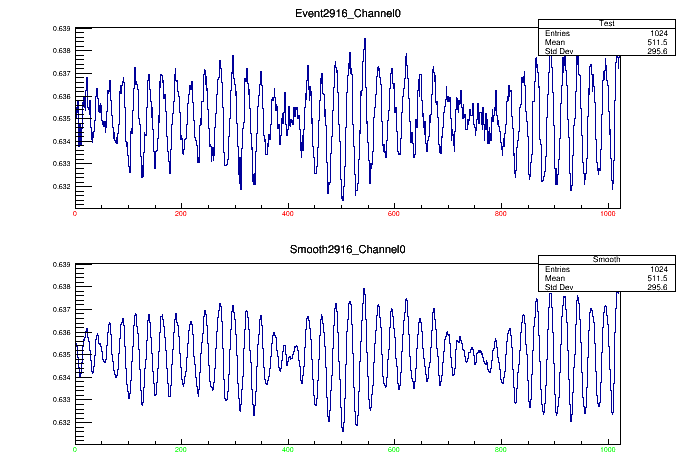 Event2916_Channel0
Test
Entries 1024
Mean 511.5
Std Dev 295.6
0.639
0.638
0.637
0.636
0.635
0.634
0.633
0.632
0 200 400 600 800 1000
Smooth2916_Channel0
Smooth
Entries 1024
Mean 511.5
Std Dev 295.6
0.639
0.638
0.637
0.636
0.635
0.634
0.633
0.632
0 200 400 600 800 1000